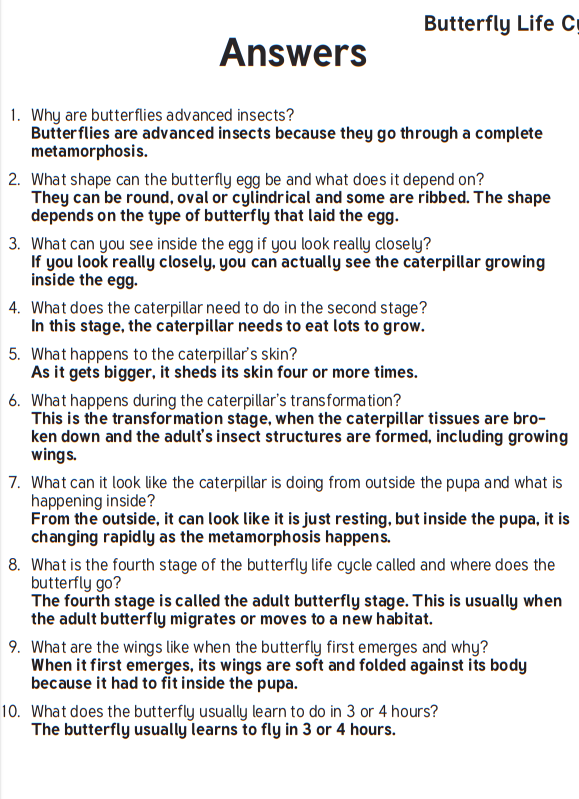 Butterfly Life Cy
Answers
1. Why are butterflies advanced insects?
Butterflies are advanced insects because they go through a complete
metamorphosis.
2. What shape can the butterfly egg be and what does it depend on?
They can be round, oval or cylindrical and some are ribbed. The shape
depends on the type of butterfly that laid the egg.
3. What can you see inside the egg if you look really closely?
If you look really closely, you can actually see the caterpillar growing
inside the egg.
4. What does the caterpillar need to do in the second stage?
In this stage, the caterpillar needs to eat lots to grow.
5. What happens to the caterpillar's skin?
As it gets bigger, it sheds its skin four or more times.
6. What happens during the caterpillar's transformation?
This is the transformation stage, when the caterpillar tissues are bro-
ken down and the adult's insect structures are formed, including growing
wings.
7. What can it look like the caterpillar is doing from outside the pupa and what is
happening inside?
From the outside, it can look like it is just resting, but inside the pupa, it is
changing rapidly as the metamorphosis happens.
8. What is the fourth stage of the butterfly life cycle called and where does the
butterfly go?
The fourth stage is called the adult butterfly stage. This is usually when
the adult butterfly migrates or moves to a new habitat.
9. What are the wings like when the butterfly first emerges and why?
When it first emerges, its wings are soft and folded against its body
because it had to fit inside the pupa.
10. What does the butterfly usually learn to do in 3 or 4 hours?
The butterfly usually learns to fly in 3 or 4 hours.